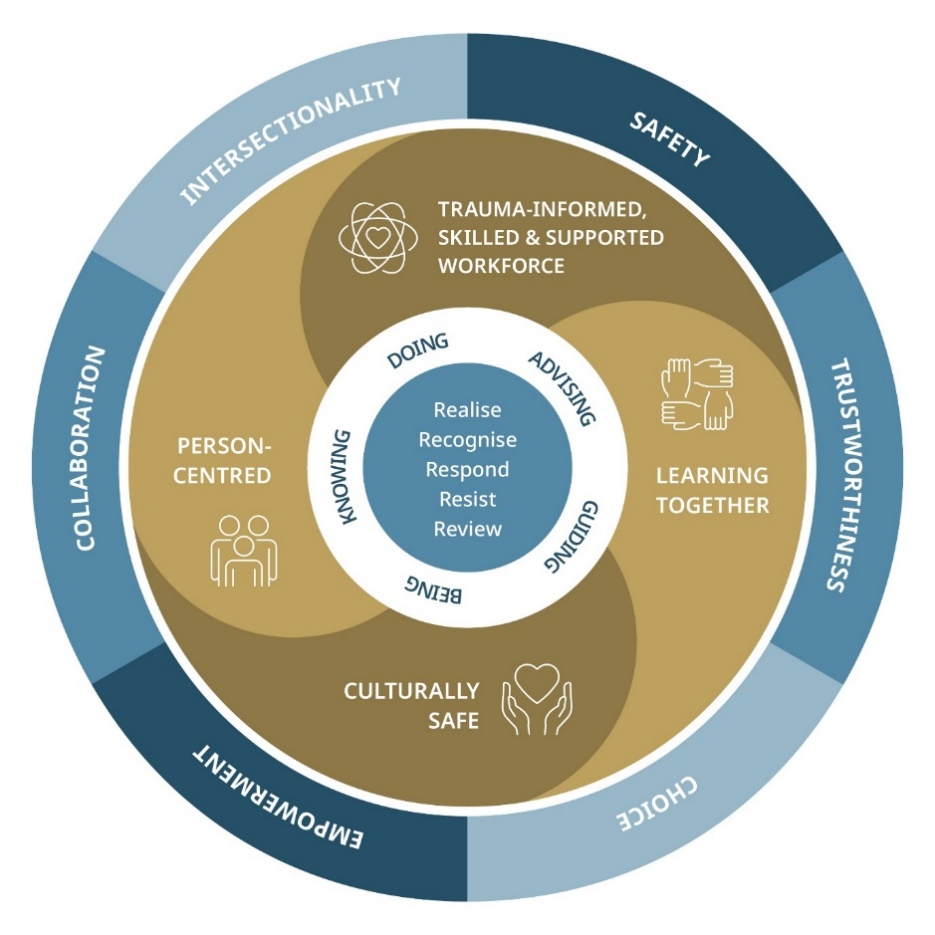 INTERSECTIONALITY
SAFETY
TRUSTWORTHINESS
CHOICE
EMPOWERMENT
COLLABORATION
TRAUMA-INFORMED,
SKILLED & SUPPORTED
WORKFORCE
LEARNING
TOGETHER
CULTURALLY
SAFE
PERSON-
CENTRED
DOING
ADVISING
GUIDING
BEING
KNOWING
Realise
Recognise
Respond
Resist
Review